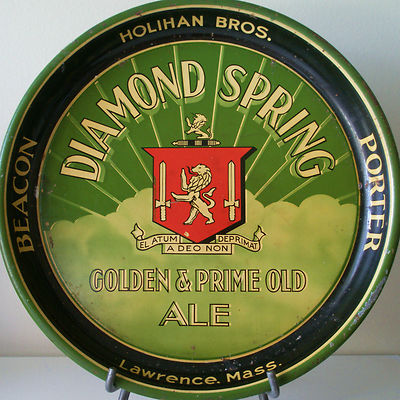 HOLIHAN BROS.
DIAMOND SPRING
BEACON
PORTER
ELATUM DEPRIMAT
A DEO NON
GOLDEN & PRIME OLD
ALE
Lawrence. Mass.